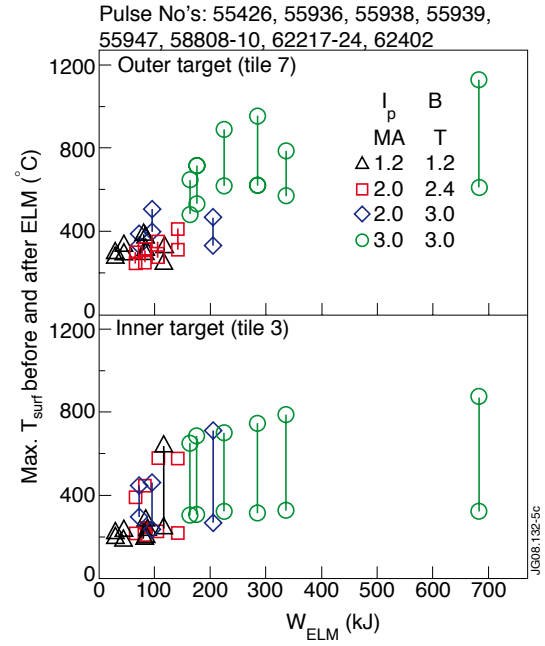 Pulse No's: 55426, 55936, 55938, 55939,
55947, 58808-10, 62217-24, 62402
Outer target (tile 7)
Ip B
MA T
1.2 1.2
2.0 2.4
2.0 3.0
3.0 3.0
1200
800
400
0
Inner target (tile 3)
1200
800
400
0
0 100 200 300 400 500 600 700
WELM (kJ)
Max. Tsurf before and after ELM (°C)
JG08.132-5c